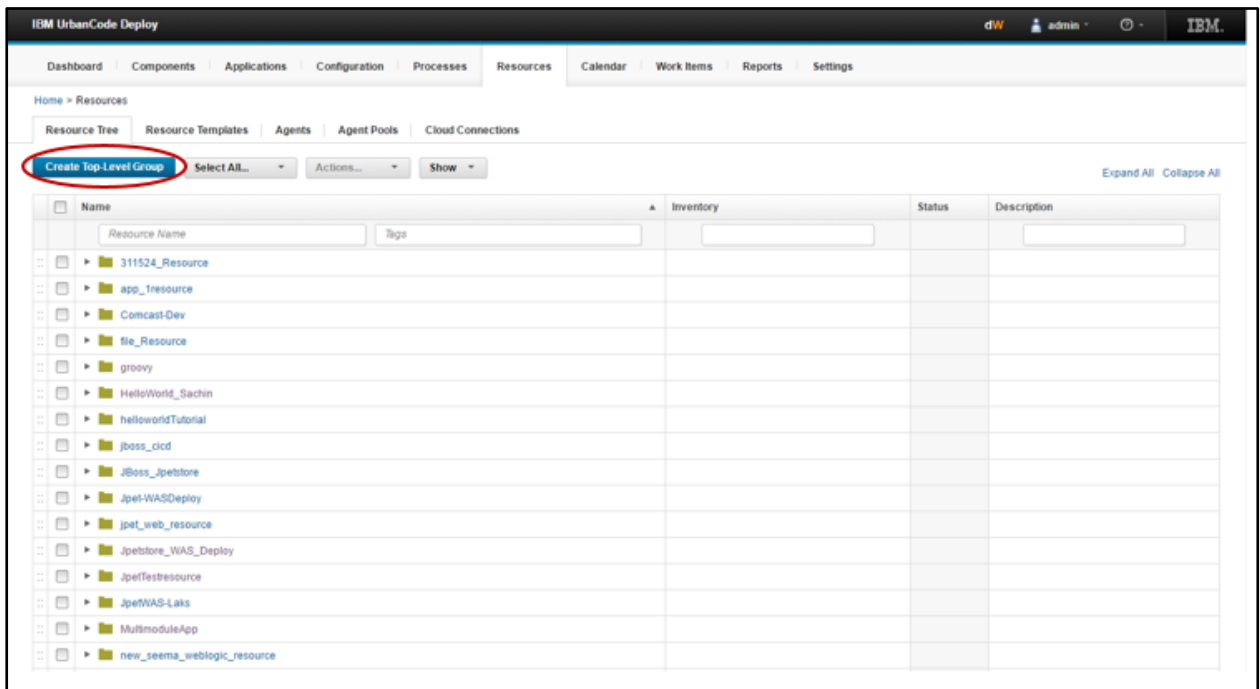 IBM UrbanCode Deploy dW admin IBM.
Dashboard Components Applications Configuration Processes Resources Calendar Work Items Reports Settings
Home > Resources
Resource Tree Resource Templates Agents Agent Pools Cloud Connections
Create Top-Level Group Select All... Actions... Show Expand All Collapse All
Name Inventory Status Description
Resource Name Tags
311524_Resource
app_1resource
Comcast-Dev
file_Resource
groovy
HelloWorld_Sachin
helloworldTutorial
jboss_cicd
JBoss_Jpetstore
Jpet-WASDeploy
jpet_web_resource
Jpetstore_WAS_Deploy
JpetTestresource
JpetWAS-Laks
MultimoduleApp
new_seema_weblogic_resource